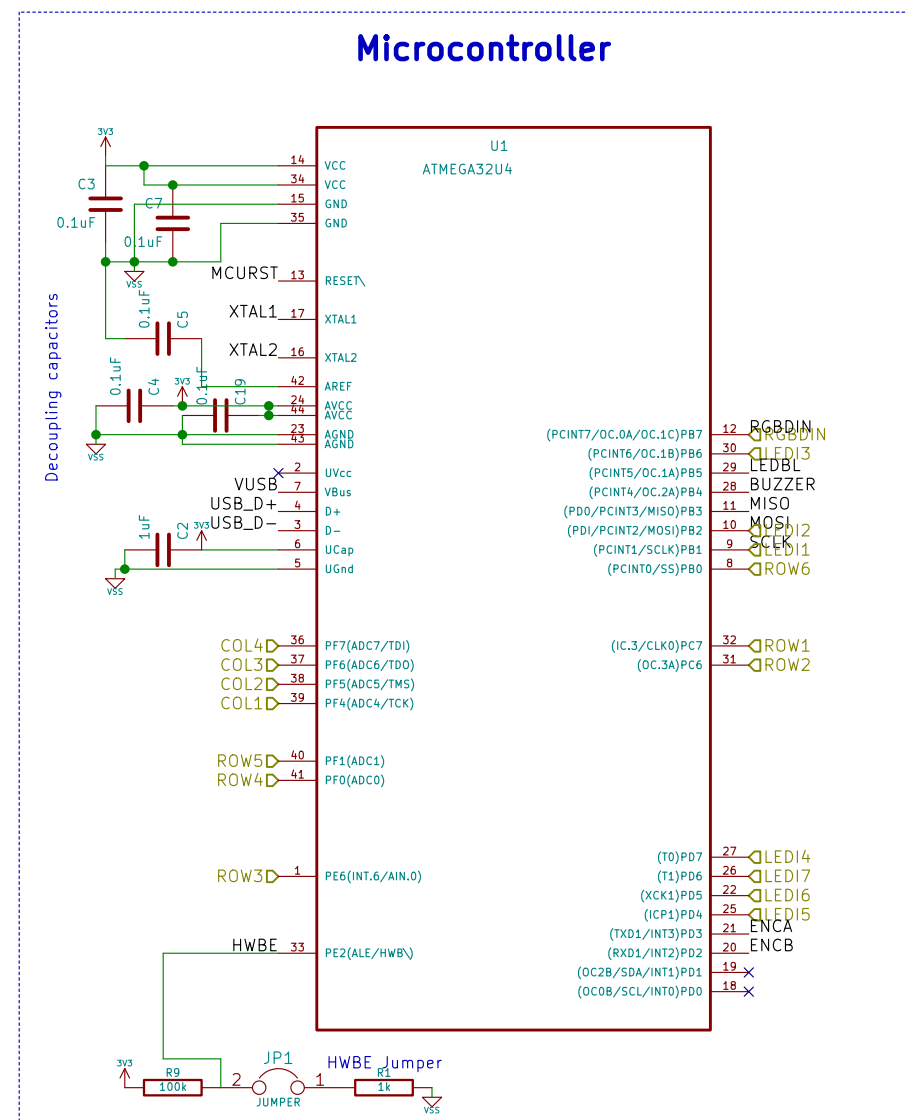 Microcontroller
3V3
U1
ATMEGA32U4
14 VCC
C3
34 VCC
C7
15 GND
0.1uF
35 GND
0.1uF
VSS
MCURST 13 RESET\
0.1uF
C5
XTAL1 17 XTAL1
XTAL2 16 XTAL2
Decoupling capacitors
0.1uF
C4
3V3
0.1uF
C19
42 AREF
24 AVCC
44 AVCC
23 AGND
43 AGND
VSS
2 UVcc
VUSB 7 VBus
USB_D+ 4 D+
USB_D- 3 D-
1uF
C2
3V3
6 UCap
5 UGnd
VSS
(PCINT7/OC.0A/OC.1C)PB7 12 RGBDIN
RGBDIN
(PCINT6/OC.1B)PB6 30 LEDI3
(PCINT5/OC.1A)PB5 29 LEDBL
(PCINT4/OC.2A)PB4 28 BUZZER
(PD0/PCINT3/MISO)PB3 11 MISO
(PDI/PCINT2/MOSI)PB2 10 MOSI
LEDI2
(PCINT1/SCLK)PB1 9 SCLK
LEDI1
(PCINT0/SS)PB0 8 ROW6
COL4 36 PF7(ADC7/TDI)
COL3 37 PF6(ADC6/TDO)
COL2 38 PF5(ADC5/TMS)
COL1 39 PF4(ADC4/TCK)
(IC.3/CLK0)PC7 32 ROW1
(OC.3A)PC6 31 ROW2
ROW5 40 PF1(ADC1)
ROW4 41 PF0(ADC0)
ROW3 1 PE6(INT.6/AIN.0)
(T0)PD7 27 LEDI4
(T1)PD6 26 LEDI7
(XCK1)PD5 22 LEDI6
(ICP1)PD4 25 LEDI5
(TXD1/INT3)PD3 21 ENCA
(RXD1/INT2)PD2 20 ENCB
(OC2B/SDA/INT1)PD1 19
(OC0B/SCL/INT0)PD0 18
HWBE 33 PE2(ALE/HWB\)
JP1
HWBE Jumper
3V3
R9
100k
2
1
R1
1k
JUMPER
VSS